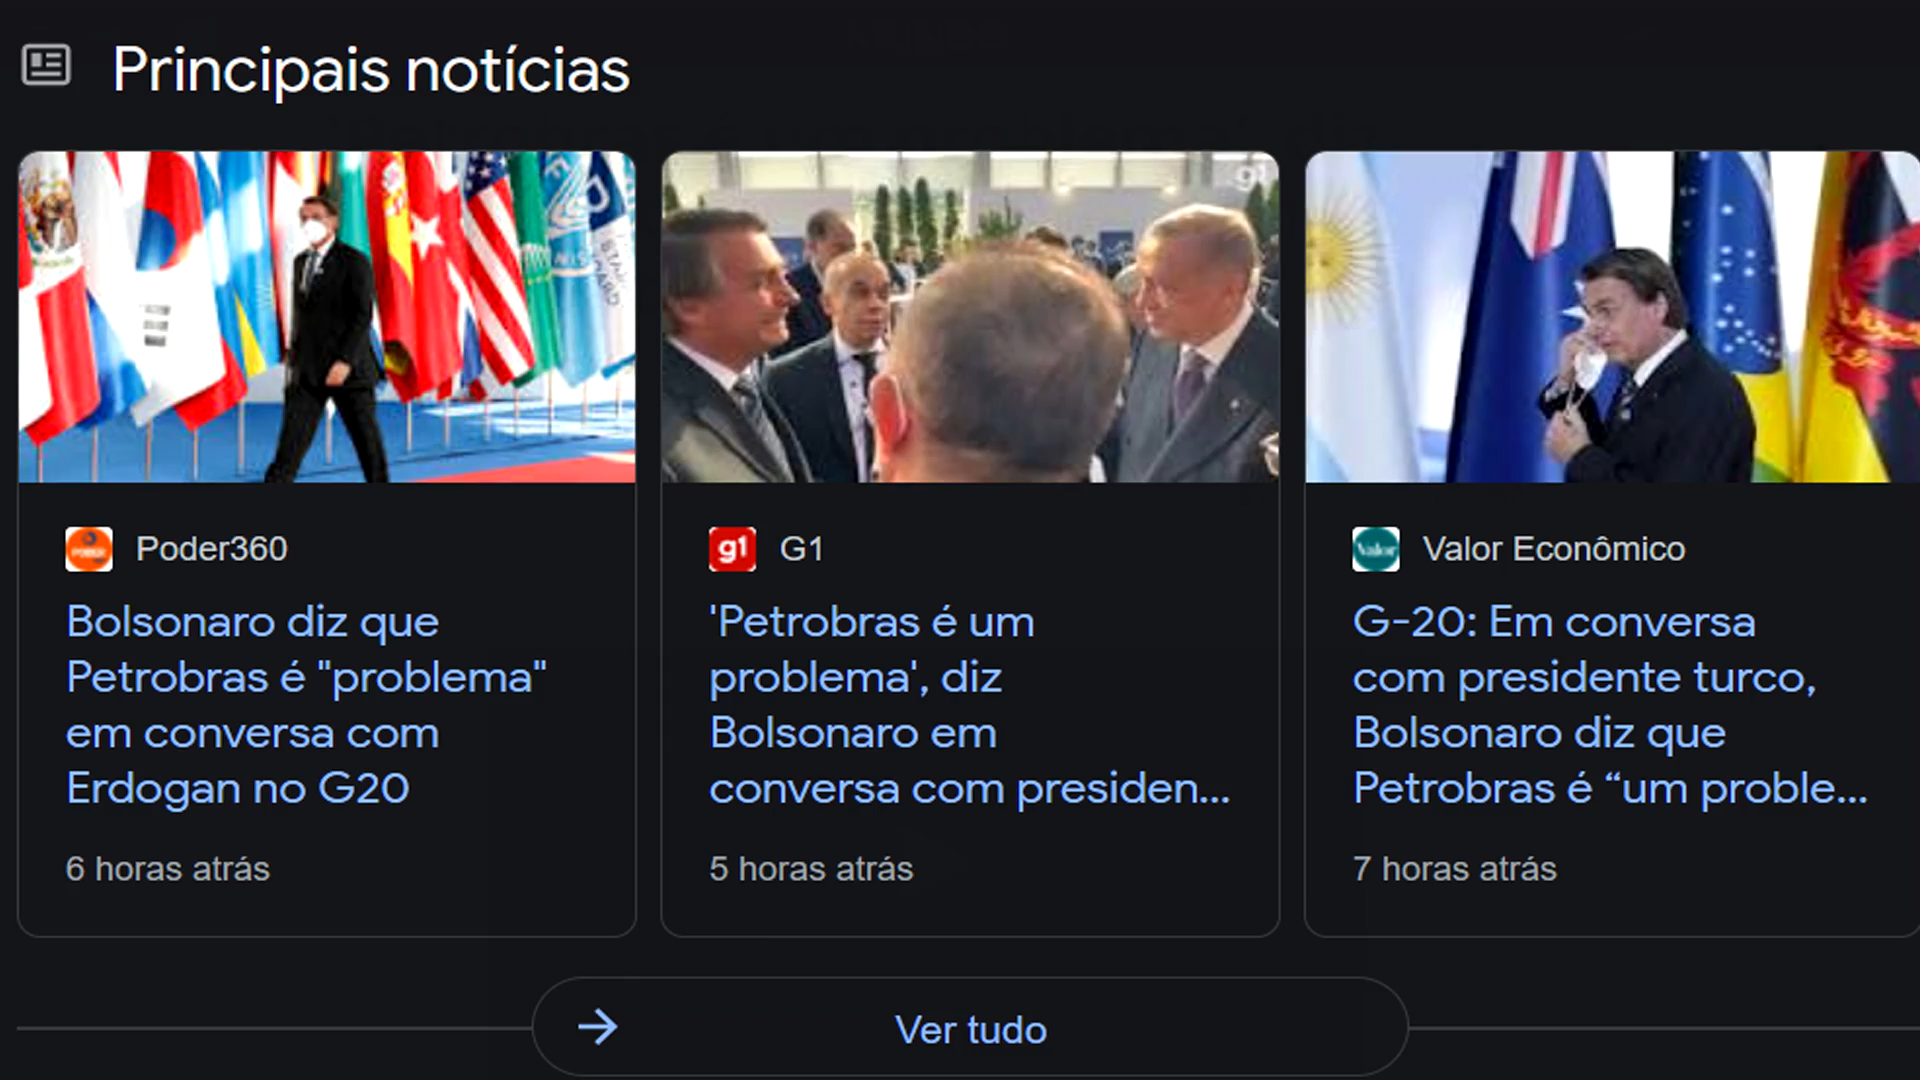 Principais notícias
g1
Poder360
Bolsonaro diz que
Petrobras é "problema"
em conversa com
Erdogan no G20
6 horas atrás
g1
G1
'Petrobras é um
problema', diz
Bolsonaro em
conversa com presiden...
5 horas atrás
Valor
Valor Econômico
G-20: Em conversa
com presidente turco,
Bolsonaro diz que
Petrobras é “um proble...
7 horas atrás
Ver tudo